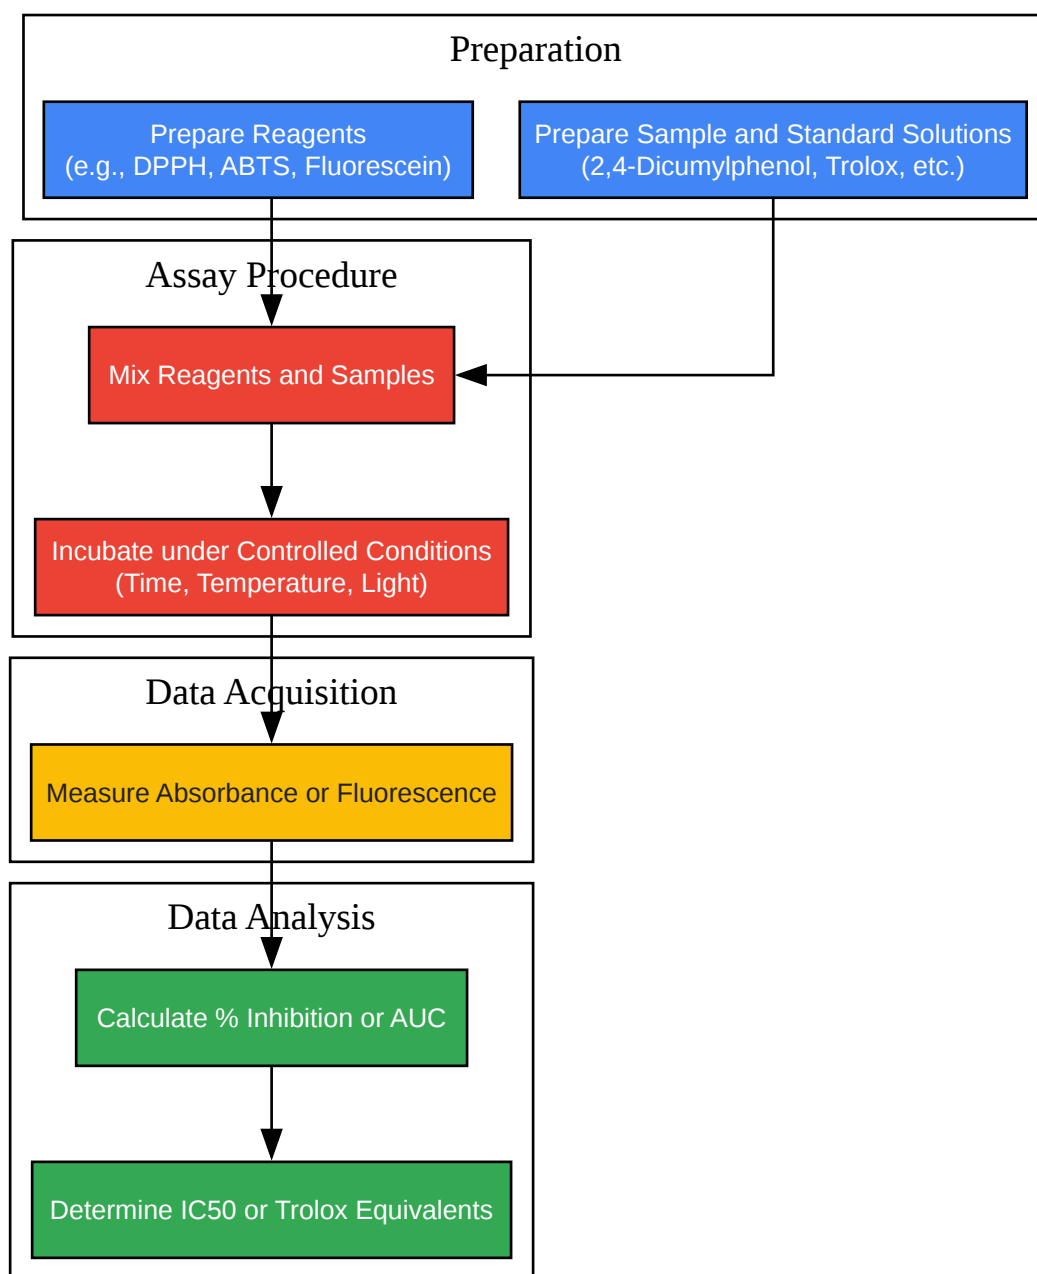 Preparation
Prepare Reagents
(e.g., DPPH, ABTS, Fluorescein)
Prepare Sample and Standard Solutions
(2,4-Dicumylphenol, Trolox, etc.)
Assay Procedure
Mix Reagents and Samples
Incubate under Controlled Conditions
(Time, Temperature, Light)
Data Acquisition
Measure Absorbance or Fluorescence
Data Analysis
Calculate % Inhibition or AUC
Determine IC50 or Trolox Equivalents